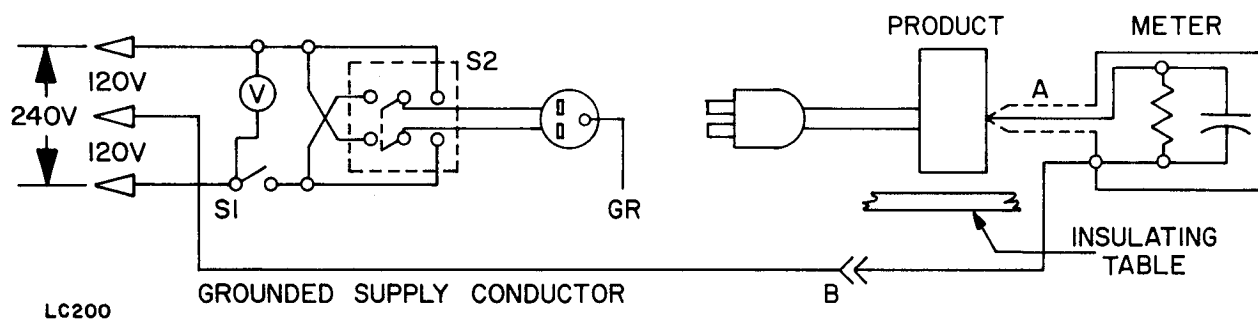 PRODUCT
METER
120V
S2
V
A
240V
120V
S1
GR
INSULATING
TABLE
GROUNDED SUPPLY CONDUCTOR
B
LC200